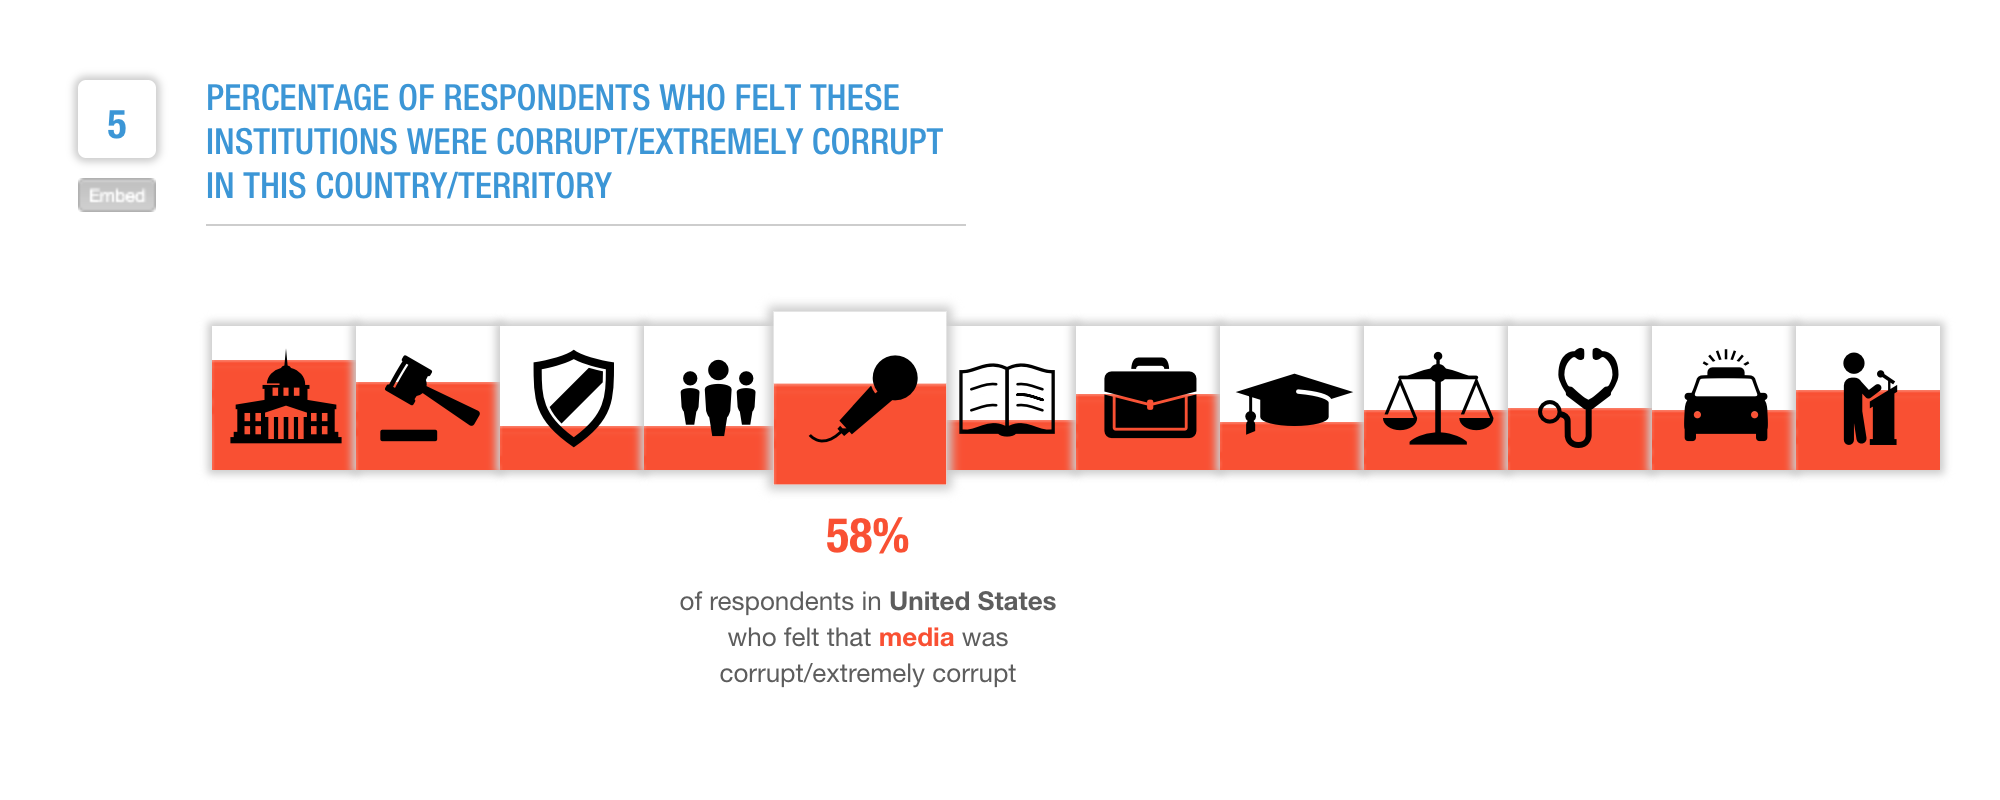 5
Embed
PERCENTAGE OF RESPONDENTS WHO FELT THESE
INSTITUTIONS WERE CORRUPT/EXTREMELY CORRUPT
IN THIS COUNTRY/TERRITORY
58%
of respondents in United States
who felt that media was
corrupt/extremely corrupt